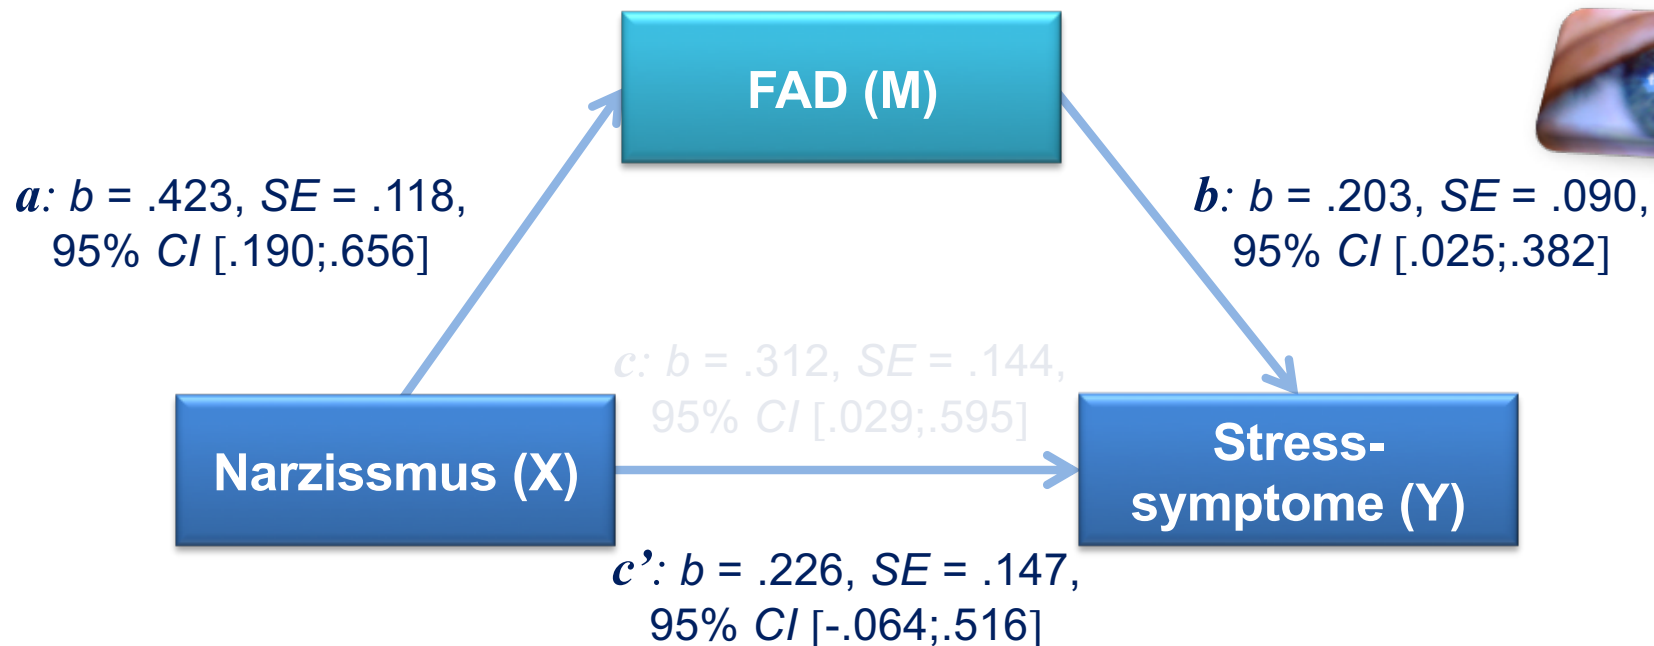 FAD (M)
a: b = .423, SE = .118,
95% CI [.190;.656]
b: b = .203, SE = .090,
95% CI [.025;.382]
c: b = .312, SE = .144,
95% CI [.029;.595]
Narzissmus (X)
Stress-
symptome (Y)
c’: b = .226, SE = .147,
95% CI [-.064;.516]